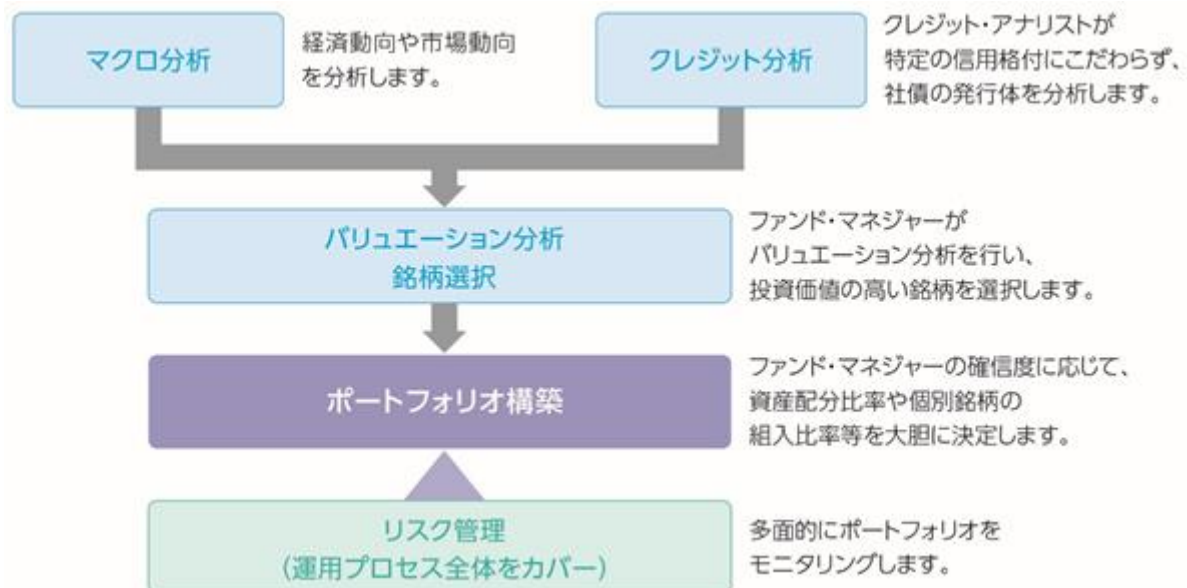 マクロ分析
経済動向や市場動向
を分析します。
クレジット分析
クレジット・アナリストが
特定の信用格付にこだわらず、
社債の発行体を分析します。
バリュエーション分析
銘柄選択
ファンド・マネジャーが
バリュエーション分析を行い、
投資価値の高い銘柄を選択します。
ポートフォリオ構築
ファンド・マネジャーの確信度に応じて、
資産配分比率や個別銘柄の
組入比率等を大胆に決定します。
リスク管理
(運用プロセス全体をカバー)
多面的にポートフォリオを
モニタリングします。